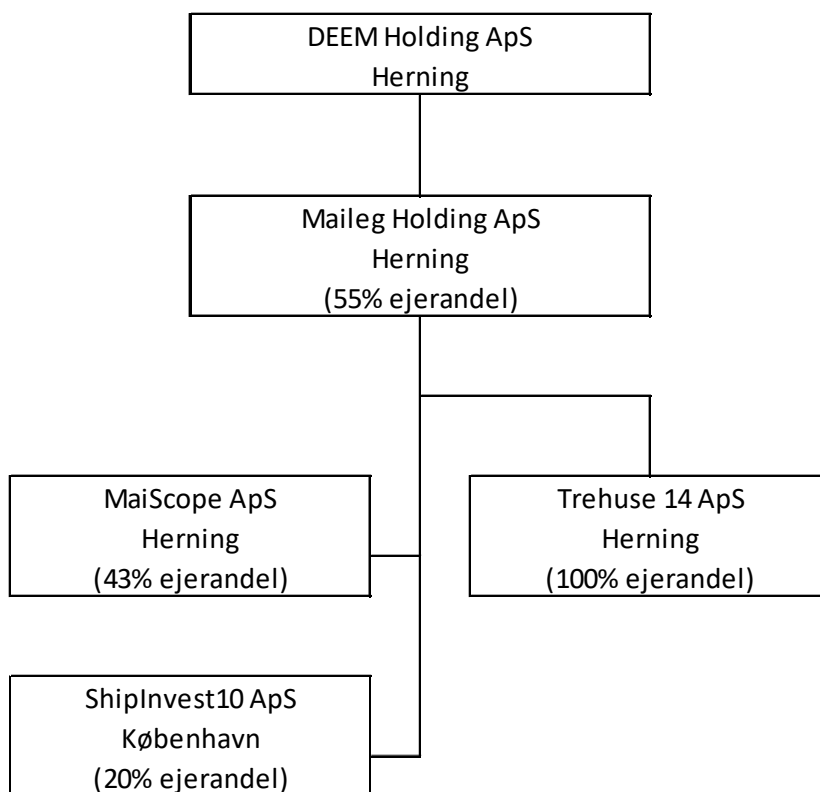 DEEM Holding ApS
Herning
Maileg Holding ApS
Herning
(55% ejerandel)
MaiScope ApS
Herning
(43% ejerandel)
Trehuse 14 ApS
Herning
(100% ejerandel)
ShipInvest10 ApS
København
(20% ejerandel)